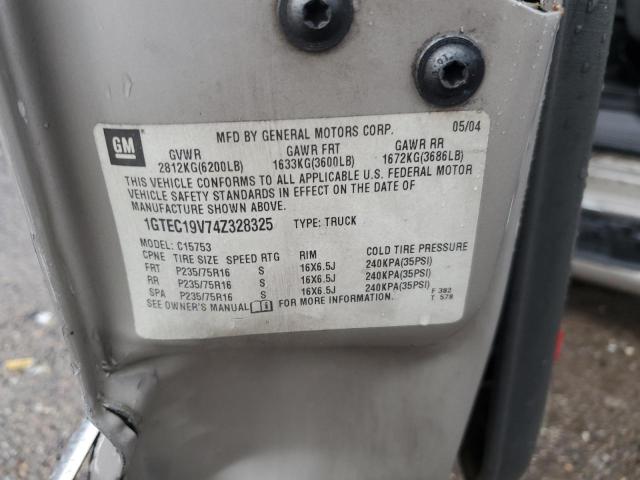 GM
MFD BY GENERAL MOTORS CORP. 05/04
GVWR GAWR FRT GAWR RR
2812KG(6200LB) 1633KG(3600LB) 1672KG(3686LB)
THIS VEHICLE CONFORMS TO ALL APPLICABLE U.S. FEDERAL MOTOR
VEHICLE SAFETY STANDARDS IN EFFECT ON THE DATE OF
MANUFACTURE SHOWN ABOVE.
1GTEC19V74Z328325 TYPE: TRUCK
MODEL: C15753
CPNE TIRE SIZE SPEED RTG RIM COLD TIRE PRESSURE
FRT P235/75R16 S 16X6.5J 240KPA(35PSI)
RR P235/75R16 S 16X6.5J 240KPA(35PSI)
SPA P235/75R16 S 16X6.5J 240KPA(35PSI)
SEE OWNER'S MANUAL FOR MORE INFORMATION.
F 382
T 578